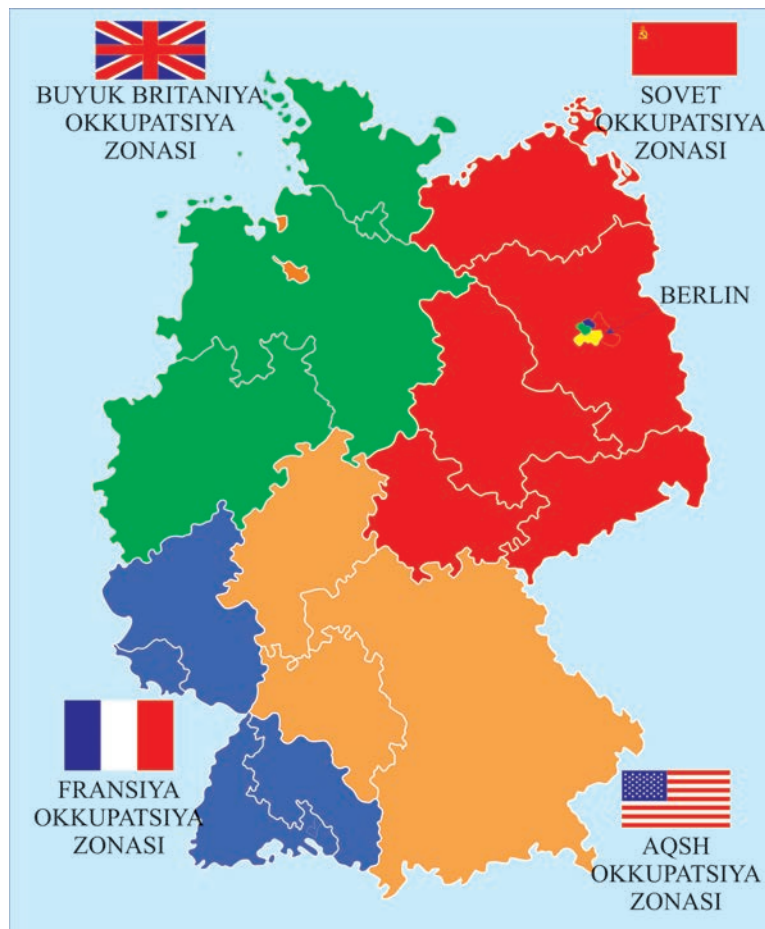 BUYUK BRITANIYA
OKKUPATSIYA
ZONASI
SOVET
OKKUPATSIYA
ZONASI
BERLIN
FRANSIYA
OKKUPATSIYA
ZONASI
AQSH
OKKUPATSIYA
ZONASI